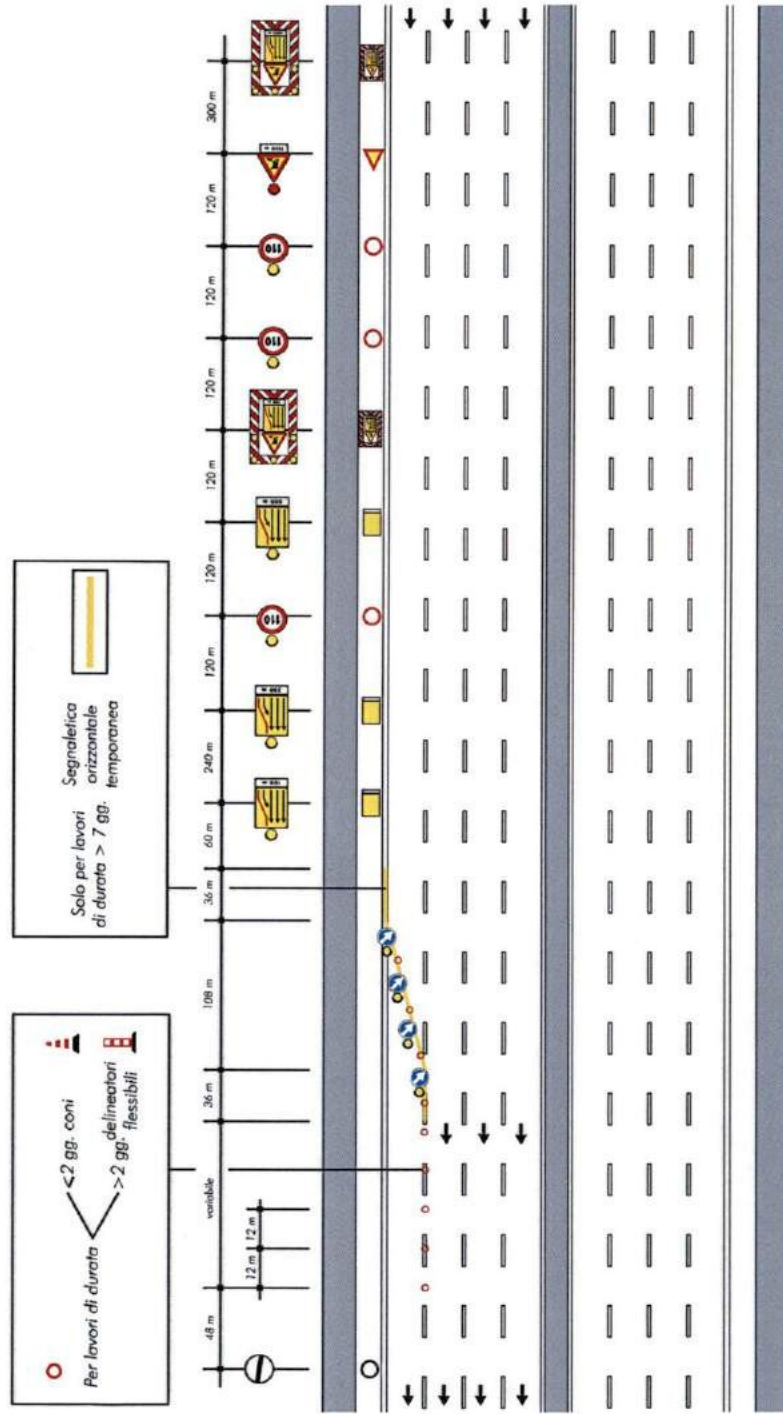 <2 gg. coni
Per lavori di durata
>2 gg. delineatori
flessibili
Solo per lavori
di durata > 7 gg.
Segnaletica
orizzontale
temporanea
48 m
variabile
36 m
108 m
36 m
60 m
240 m
120 m
120 m
120 m
120 m
120 m
120 m
300 m
12 m
12 m
110
110
110